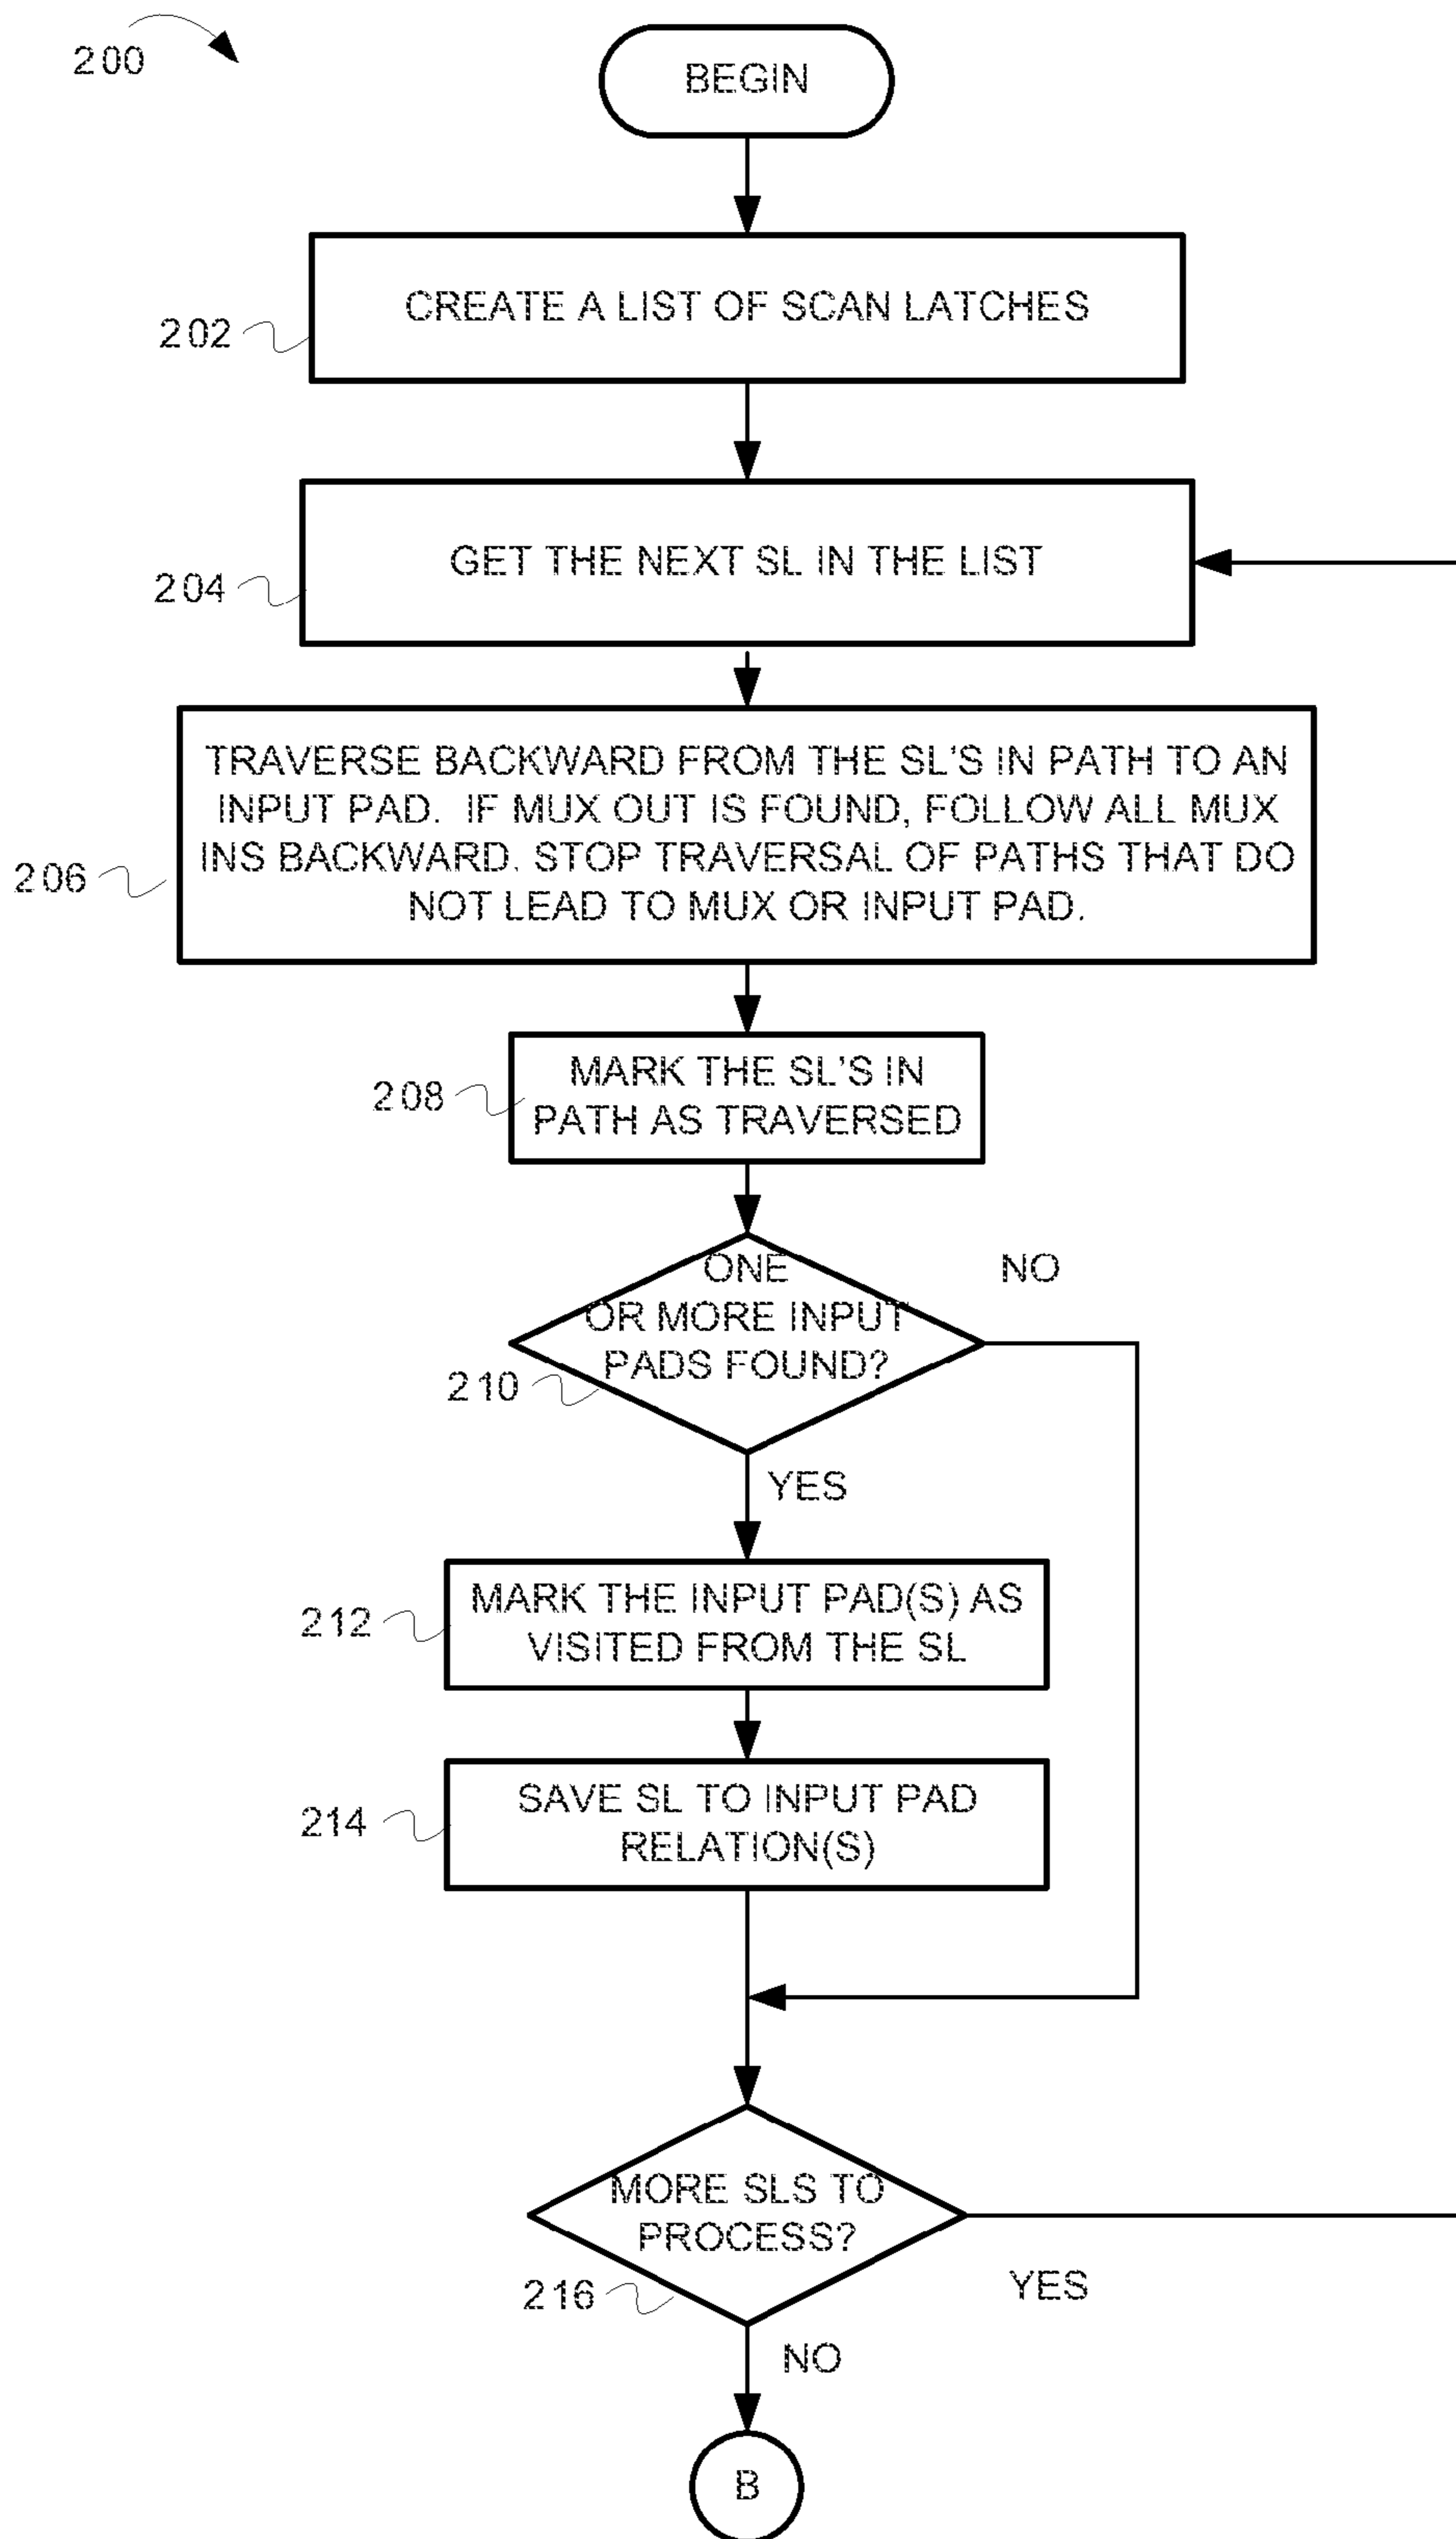 200
BEGIN
CREATE A LIST OF SCAN LATCHES
202
GET THE NEXT SL IN THE LIST
204
TRAVERSE BACKWARD FROM THE SL'S IN PATH TO AN
INPUT PAD.  IF MUX OUT IS FOUND, FOLLOW ALL MUX
INS BACKWARD. STOP TRAVERSAL OF PATHS THAT DO
NOT LEAD TO MUX OR INPUT PAD.
206
MARK THE SL'S IN
PATH AS TRAVERSED
208
ONE
OR MORE INPUT
PADS FOUND?
NO
210
YES
MARK THE INPUT PAD(S) AS
VISITED FROM THE SL
212
SAVE SL TO INPUT PAD
RELATION(S)
214
MORE SLS TO
PROCESS?
216
YES
NO
B